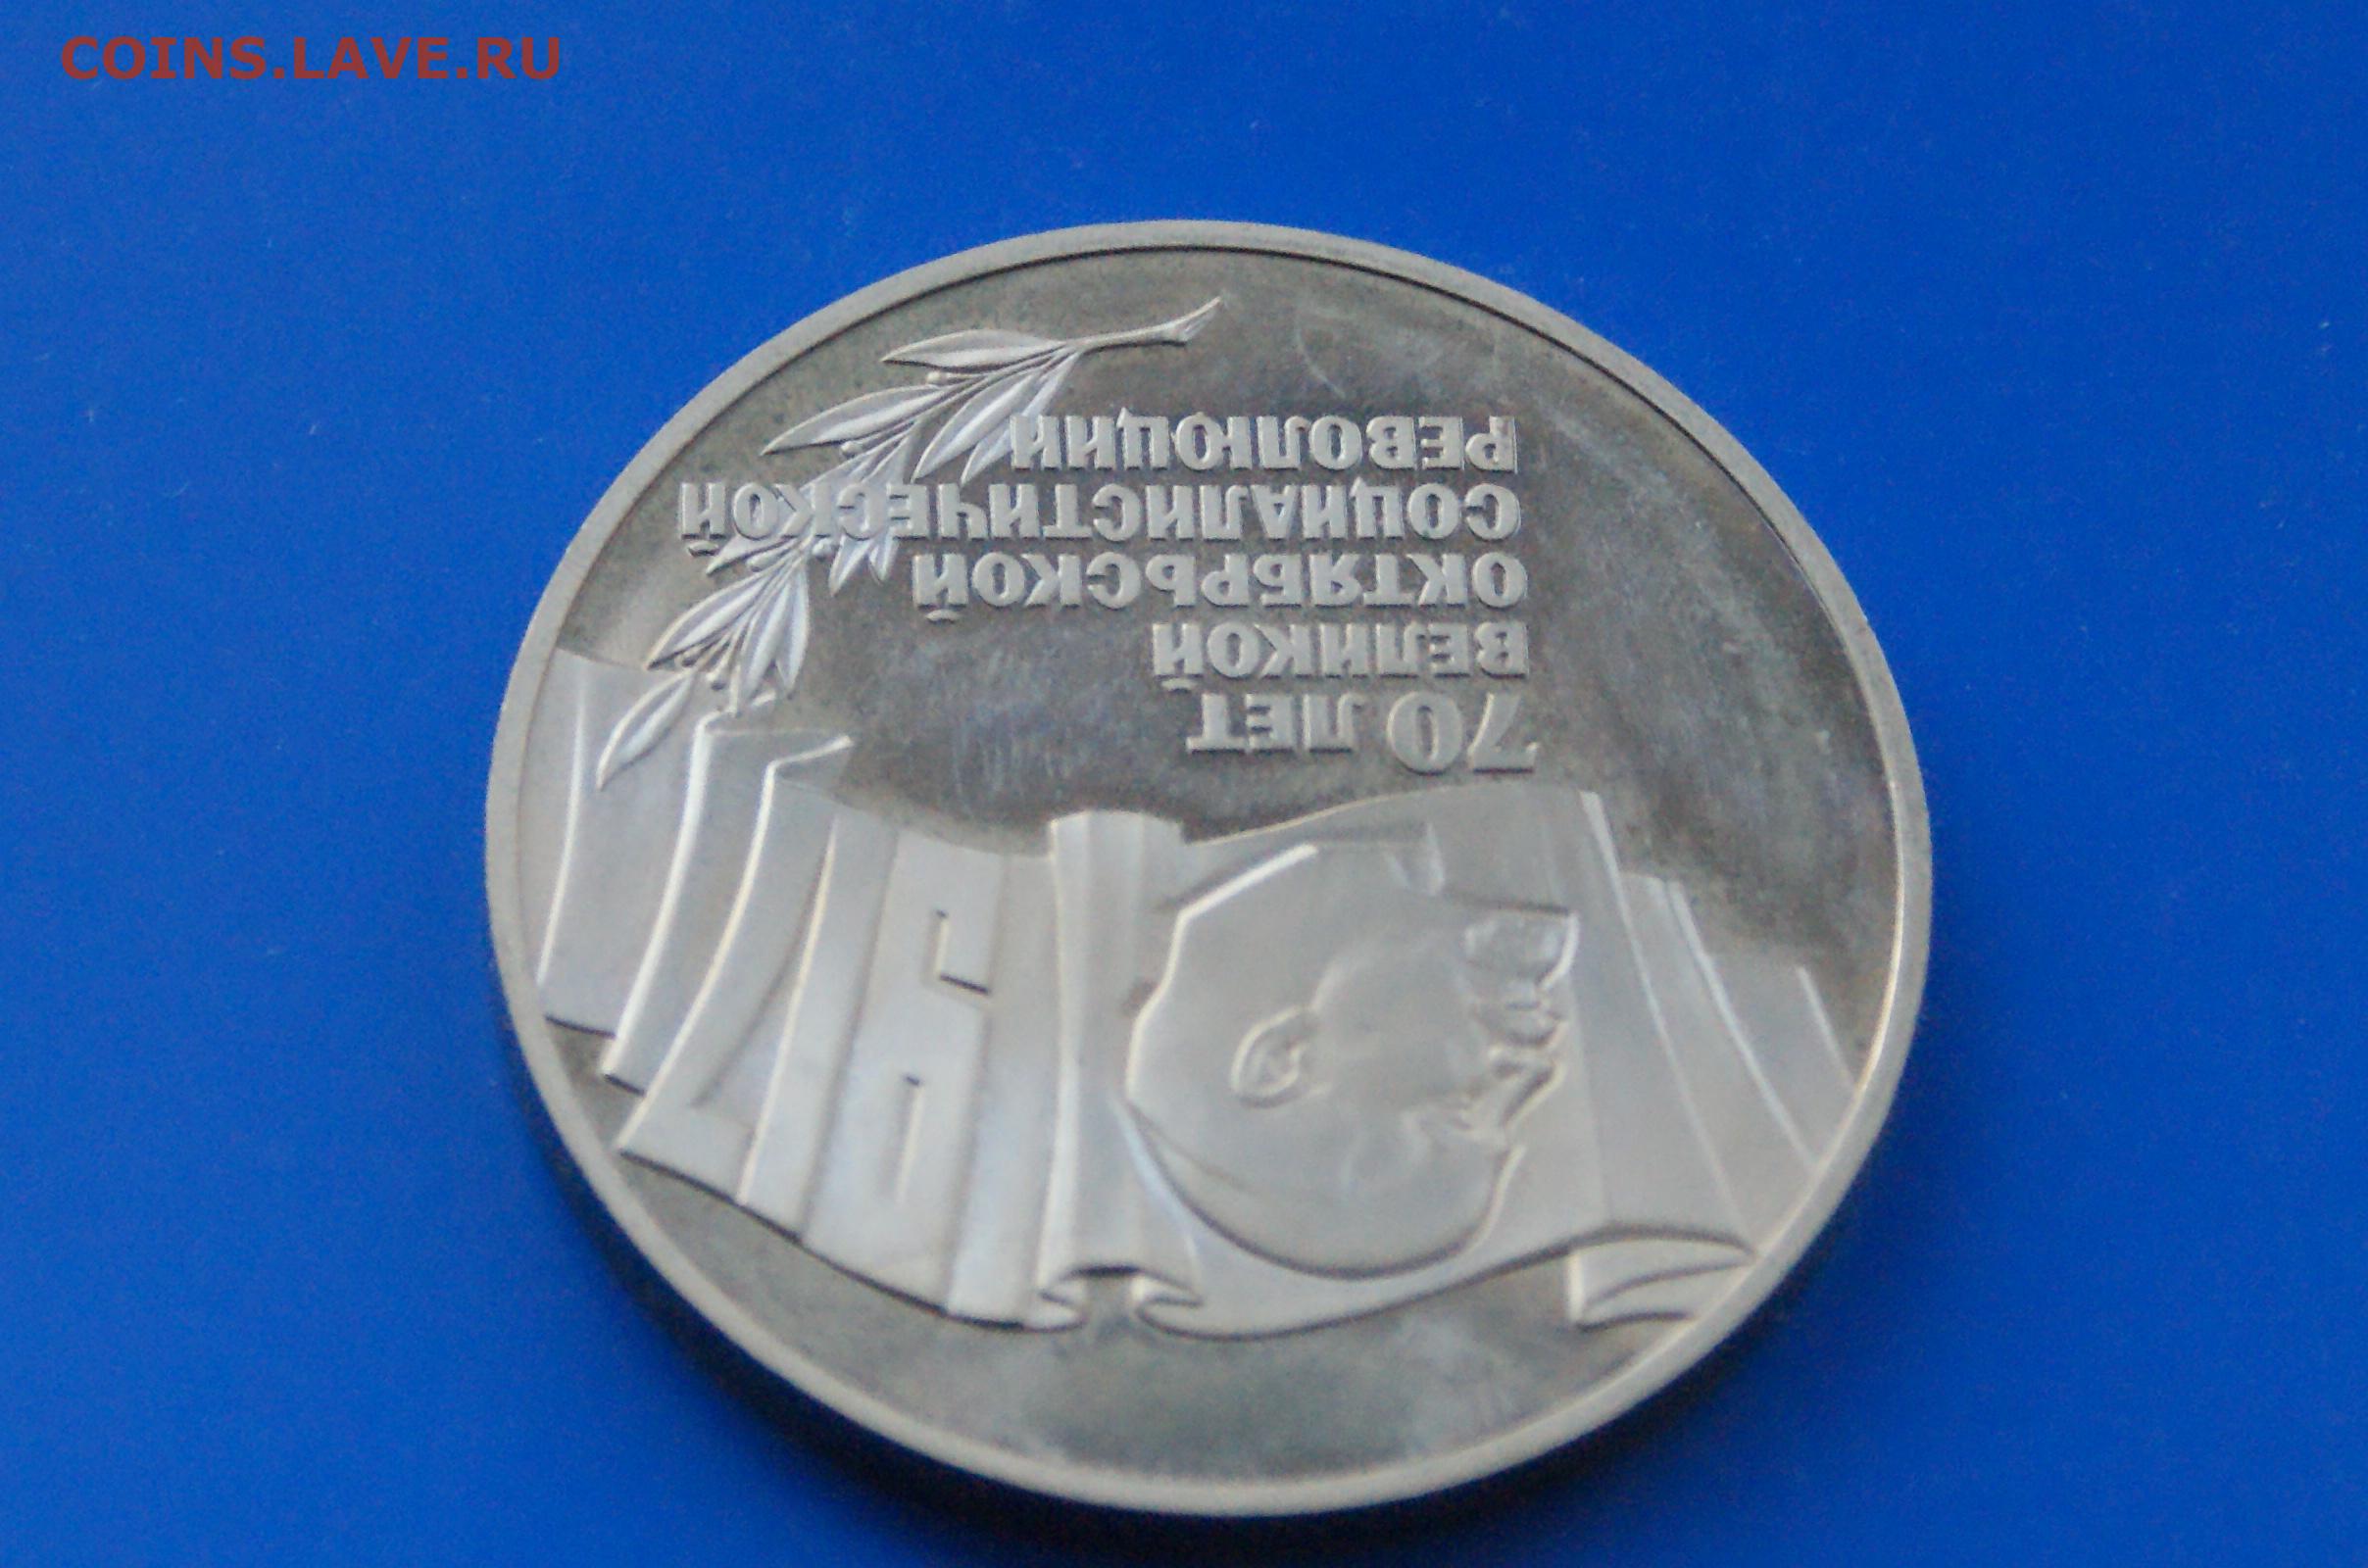 COINS.LAVE.RU
1917
70 ЛЕТ
ВЕЛИКОЙ
ОКТЯБРЬСКОЙ
СОЦИАЛИСТИЧЕСКОЙ
РЕВОЛЮЦИИ